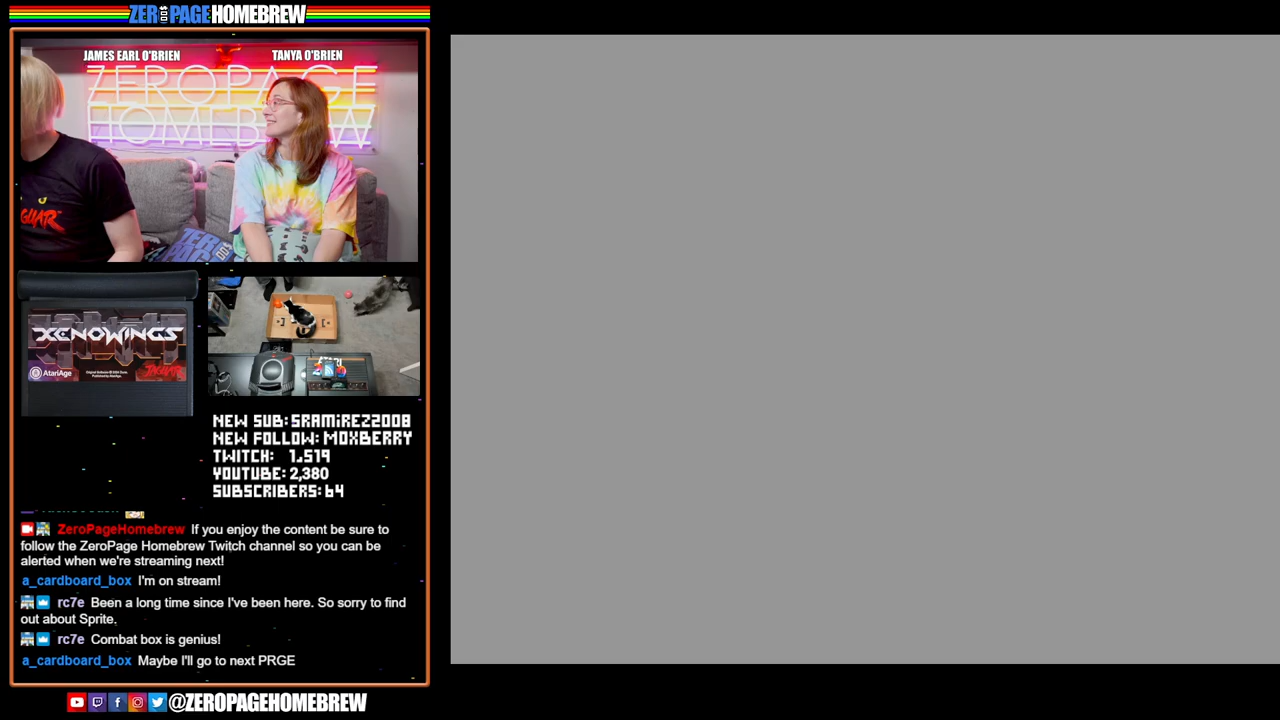 ZEROPAGE HOMEBREW
JAMES EARL O'BRIEN
TANYA O'BRIEN
ZEROPAGE
HOMEBREW
XENOWINGS
AtariAge
JAGUAR
ATARI
NEW SUB: SRAMIREZ2008
NEW FOLLOW: MOXBERRY
TWITCH: 1,519
YOUTUBE: 2,380
SUBSCRIBERS: 64
ZeroPageHomebrew If you enjoy the content be sure to
follow the ZeroPage Homebrew Twitch channel so you can be
alerted when we're streaming next!
a_cardboard_box I'm on stream!
rc7e Been a long time since I've been here. So sorry to find
out about Sprite.
rc7e Combat box is genius!
a_cardboard_box Maybe I'll go to next PRGE
@ZEROPAGEHOMEBREW